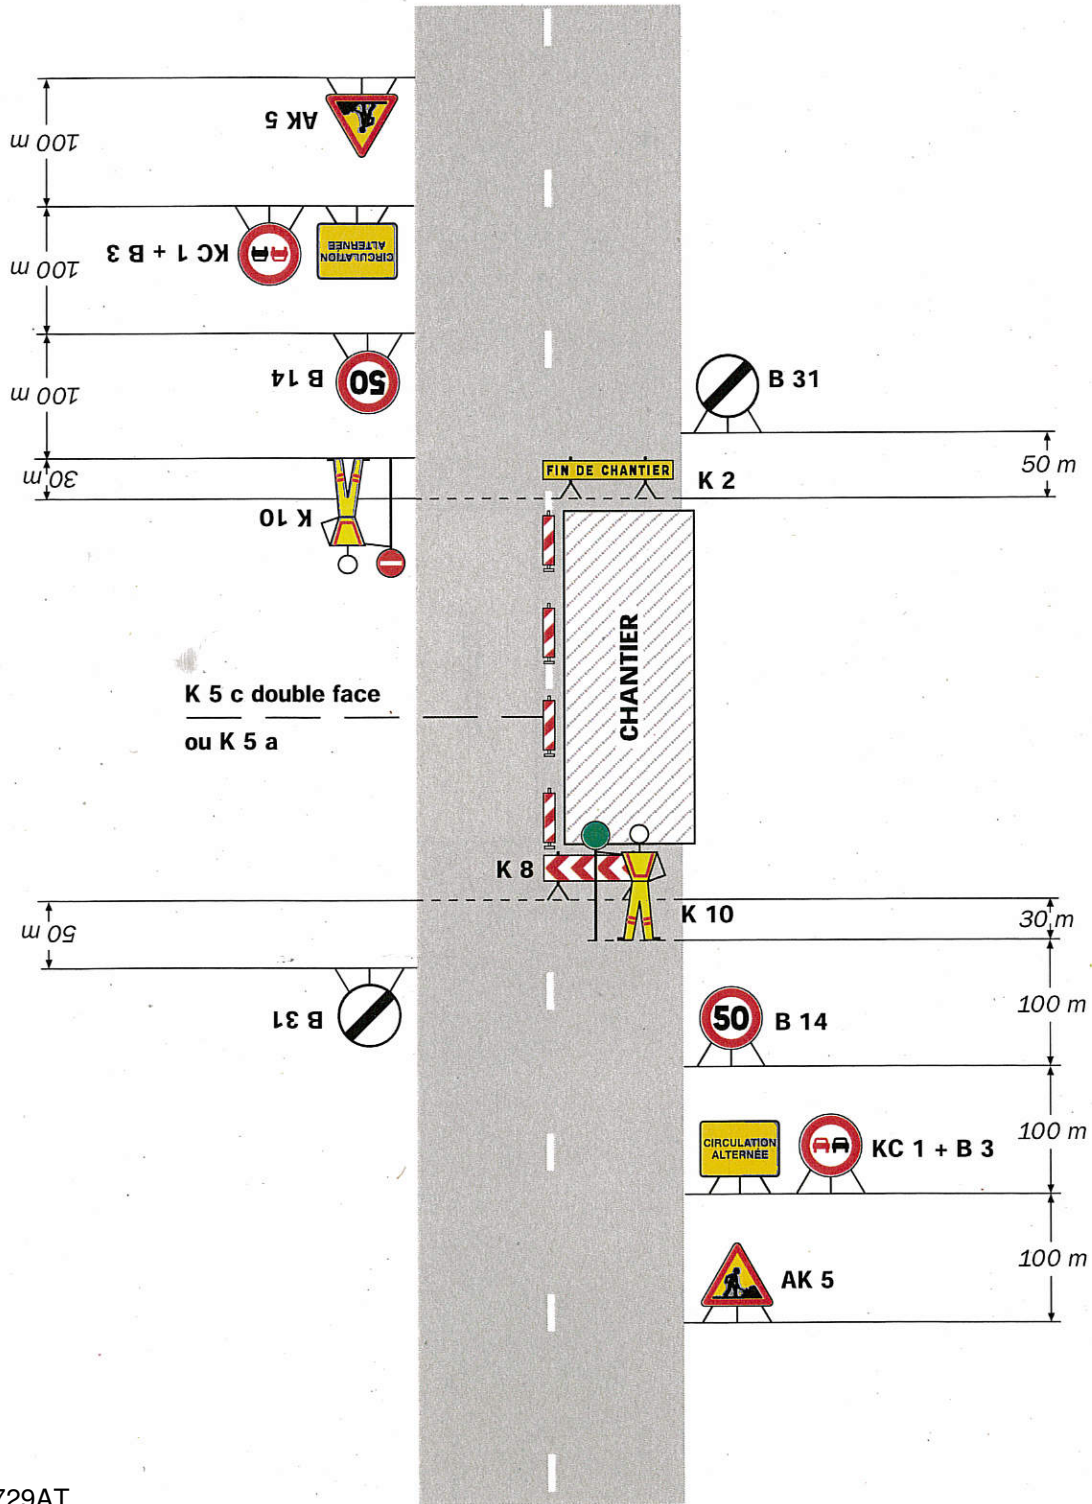 100 m
AK 5
100 m
KC 1 + B 3
CIRCULATION
ALTERNÉE
100 m
B 14
50
B 31
30 m
K 10
FIN DE CHANTIER
K 2
50 m
CHANTIER
K 5 c double face
ou K 5 a
K 8
K 10
30 m
50 m
B 31
50
B 14
100 m
CIRCULATION
ALTERNÉE
KC 1 + B 3
100 m
AK 5
100 m
729AT